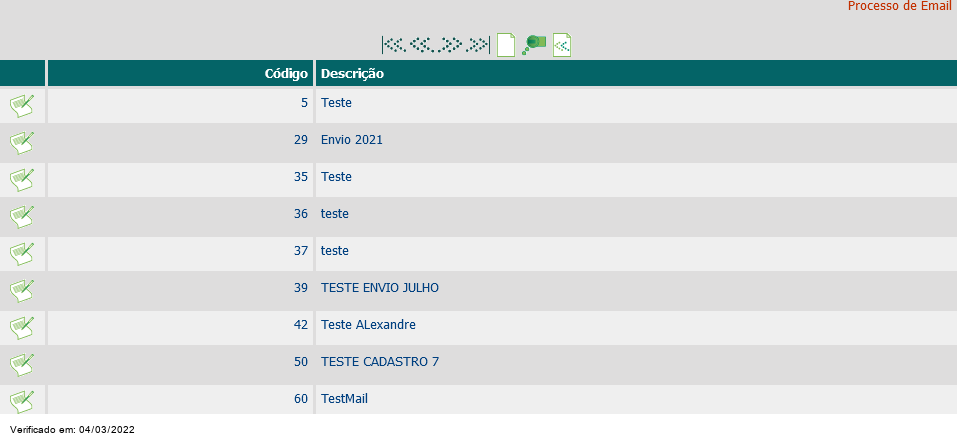 Processo de Email
Código Descrição
5 Teste
29 Envio 2021
35 Teste
36 teste
37 teste
39 TESTE ENVIO JULHO
42 Teste ALexandre
50 TESTE CADASTRO 7
60 TestMail
Verificado em: 04/03/2022